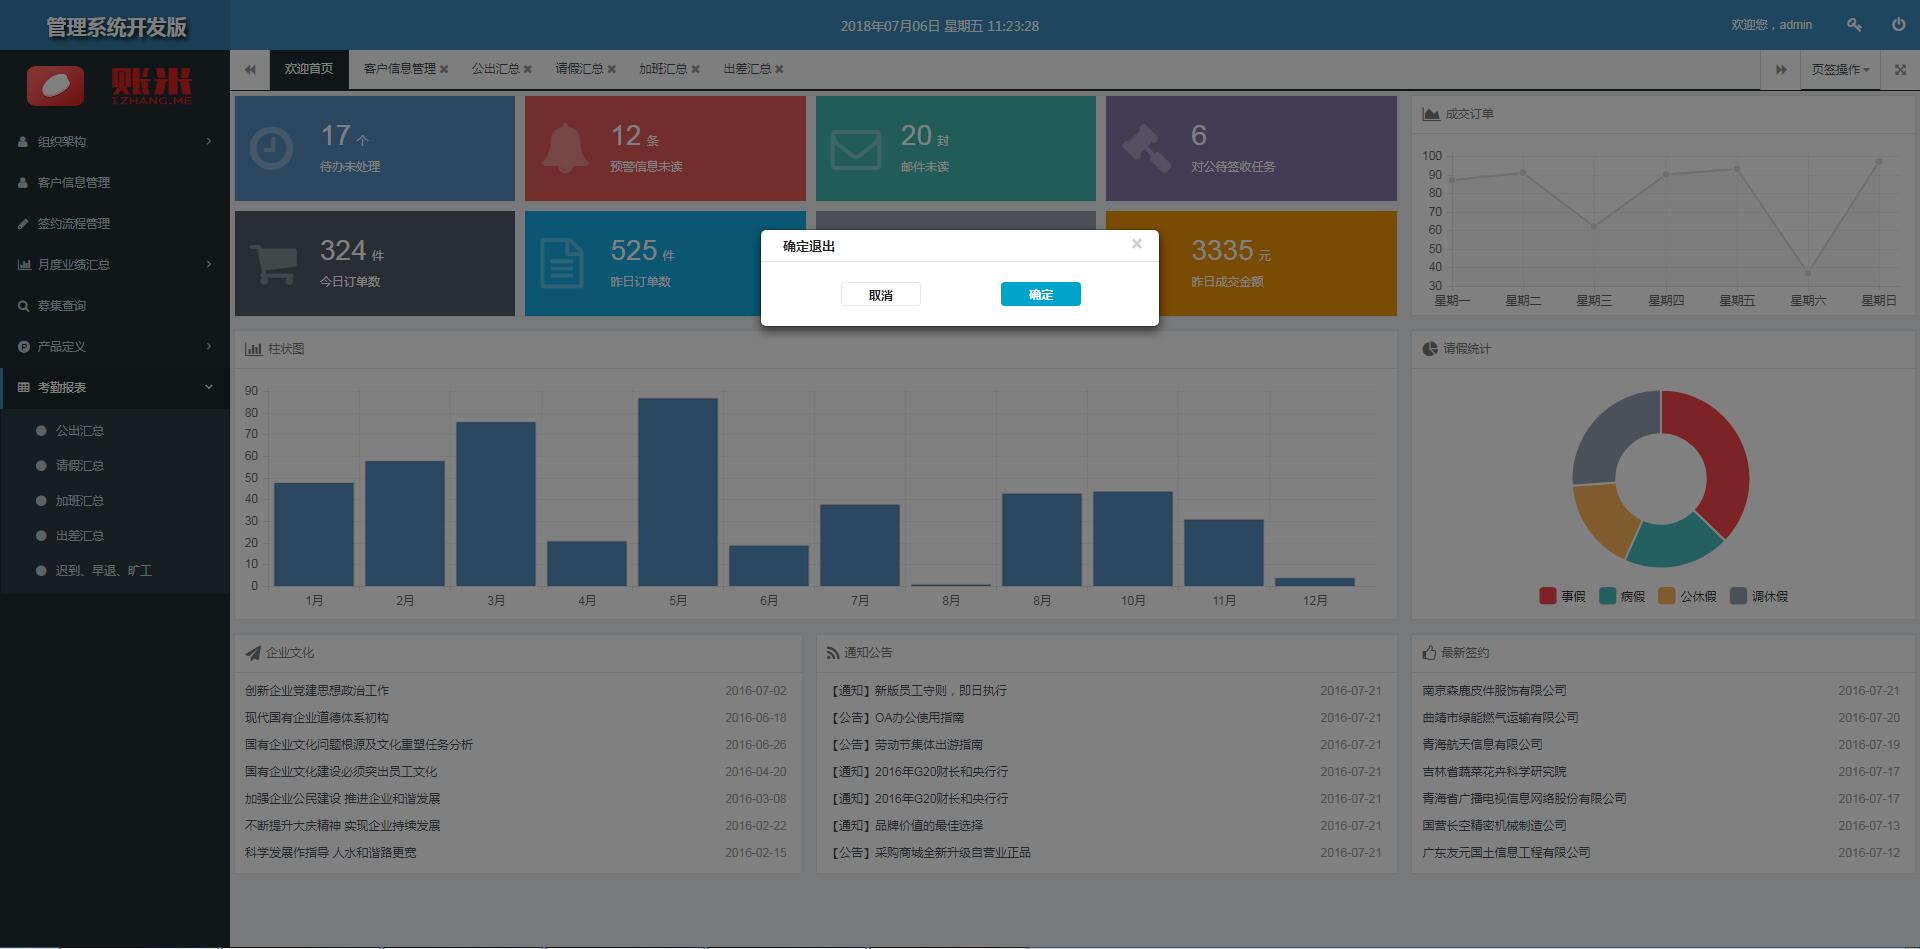 管理系统开发版
2018年07月06日 星期五 11:23:28
欢迎您，admin
账米
IZHANG.ME
欢迎首页
客户信息管理
公出汇总
请假汇总
加班汇总
出差汇总
页签操作
组织架构
客户信息管理
签约流程管理
月度业绩汇总
募集查询
产品定义
考勤报表
公出汇总
请假汇总
加班汇总
出差汇总
迟到、早退、旷工
17 个
待办未处理
12 条
预警信息未读
20 封
邮件未读
6
对公待签收任务
324 件
今日订单数
525 件
昨日订单数
3335 元
昨日成交金额
确定退出
×
取消
确定
成交订单
100
90
80
70
60
50
40
30
星期一 星期二 星期三 星期四 星期五 星期六 星期日
柱状图
90
80
70
60
50
40
30
20
10
0
1月 2月 3月 4月 5月 6月 7月 8月 8月 10月 11月 12月
请假统计
事假 病假 公休假 调休假
企业文化
创新企业党建思想政治工作 2016-07-02
现代国有企业道德体系初构 2016-06-18
国有企业文化问题根源及文化重塑任务分析 2016-06-26
国有企业文化建设必须突出员工文化 2016-04-20
加强企业公民建设 推进企业和谐发展 2016-03-08
不断提升大庆精神 实现企业持续发展 2016-02-22
科学发展作指导 人水和谐路更宽 2016-02-15
通知公告
【通知】新版员工守则，即日执行 2016-07-21
【公告】OA办公使用指南 2016-07-21
【公告】劳动节集体出游指南 2016-07-21
【通知】2016年G20财长和央行行 2016-07-21
【通知】2016年G20财长和央行行 2016-07-21
【通知】品牌价值的最佳选择 2016-07-21
【公告】采购商城全新升级自营业正品 2016-07-21
最新签约
南京森鹿皮件服饰有限公司 2016-07-21
曲靖市绿能燃气运输有限公司 2016-07-20
青海航天信息有限公司 2016-07-19
吉林省蔬菜花卉科学研究院 2016-07-17
青海省广播电视信息网络股份有限公司 2016-07-17
国营长空精密机械制造公司 2016-07-13
广东友元国土信息工程有限公司 2016-07-12